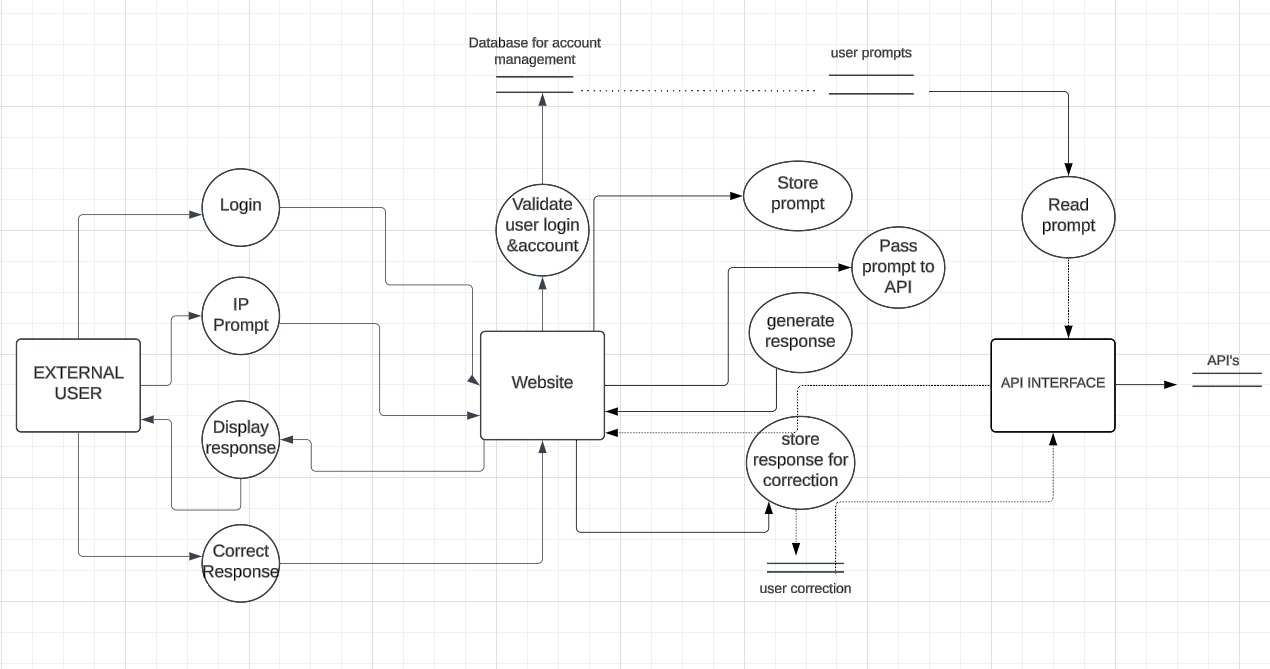 Database for account
management
user prompts
Login
Validate
user login
&account
Store
prompt
Read
prompt
Pass
prompt to
API
IP
Prompt
generate
response
EXTERNAL
USER
Website
API INTERFACE
API's
Display
response
store
response for
correction
Correct
Response
user correction